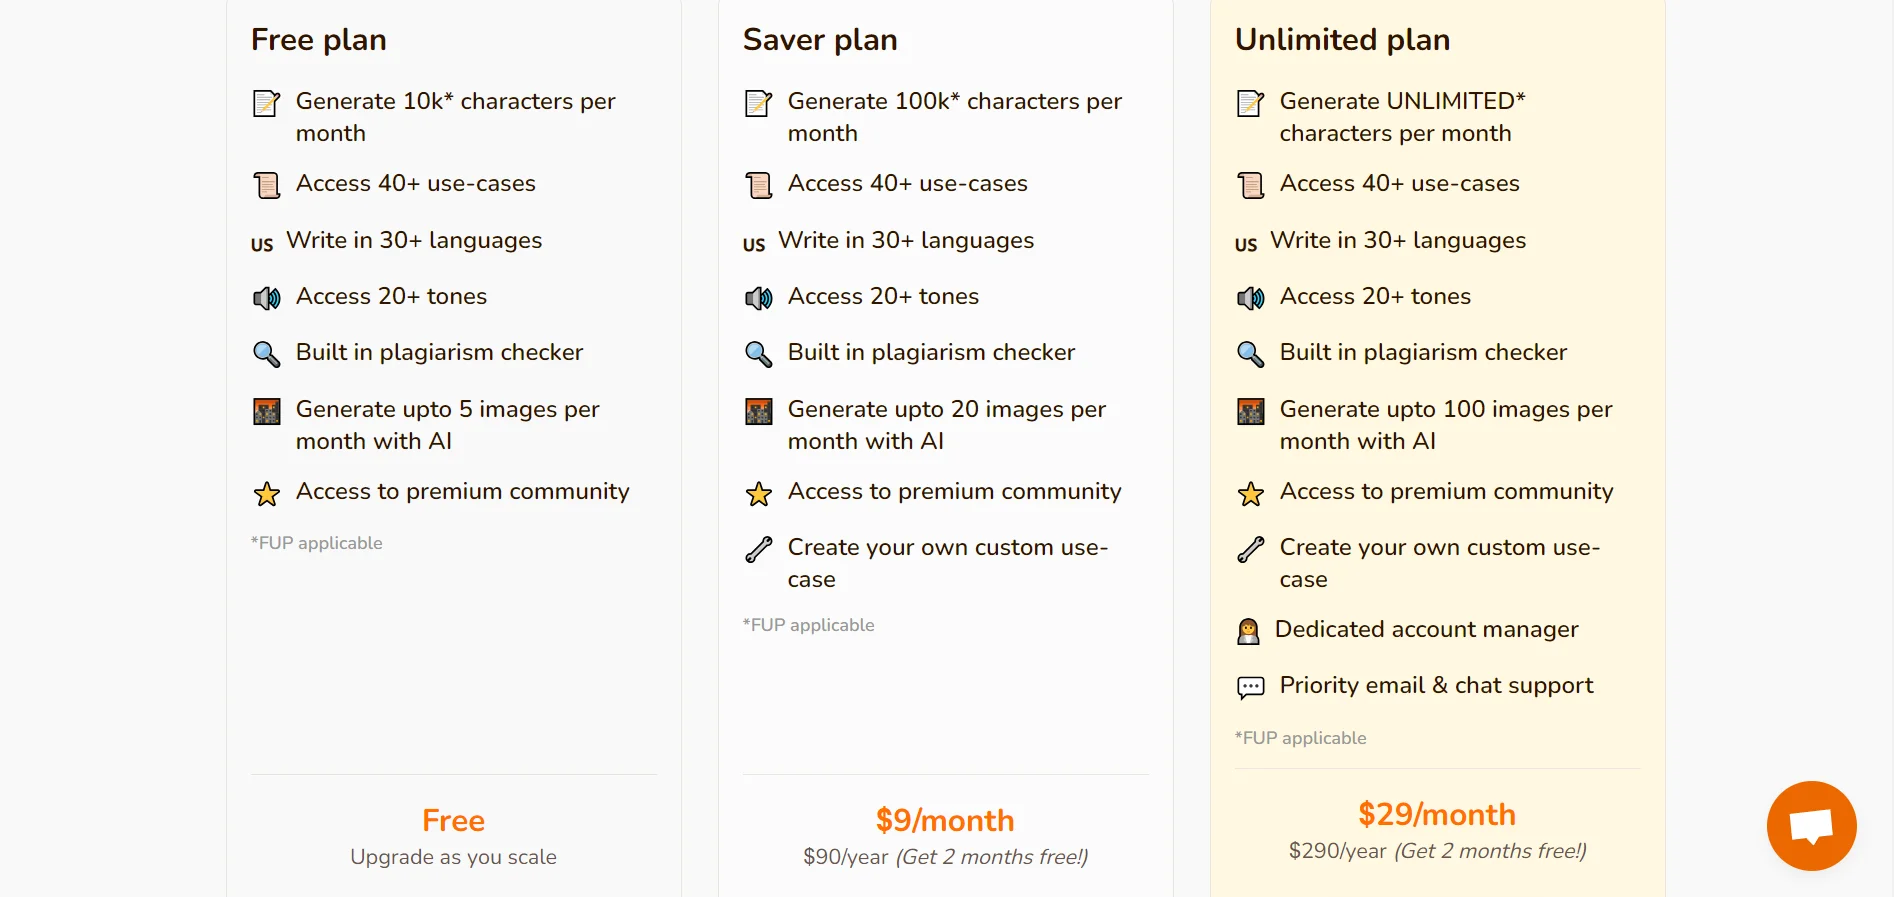 Free plan
Generate 10k* characters per
month
Access 40+ use-cases
US Write in 30+ languages
Access 20+ tones
Built in plagiarism checker
Generate upto 5 images per
month with AI
Access to premium community
*FUP applicable
Free
Upgrade as you scale
Saver plan
Generate 100k* characters per
month
Access 40+ use-cases
US Write in 30+ languages
Access 20+ tones
Built in plagiarism checker
Generate upto 20 images per
month with AI
Access to premium community
Create your own custom use-
case
*FUP applicable
$9/month
$90/year (Get 2 months free!)
Unlimited plan
Generate UNLIMITED*
characters per month
Access 40+ use-cases
US Write in 30+ languages
Access 20+ tones
Built in plagiarism checker
Generate upto 100 images per
month with AI
Access to premium community
Create your own custom use-
case
Dedicated account manager
Priority email & chat support
*FUP applicable
$29/month
$290/year (Get 2 months free!)